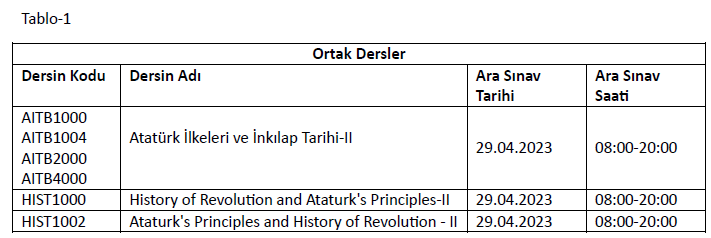 Tablo-1
Ortak Dersler
Dersin Kodu Dersin Adı Ara Sınav Tarihi Ara Sınav Saati
AITB1000
AITB1004
AITB2000
AITB4000
Atatürk İlkeleri ve İnkılap Tarihi-II 29.04.2023 08:00-20:00
HIST1000 History of Revolution and Ataturk's Principles-II 29.04.2023 08:00-20:00
HIST1002 Ataturk's Principles and History of Revolution - II 29.04.2023 08:00-20:00